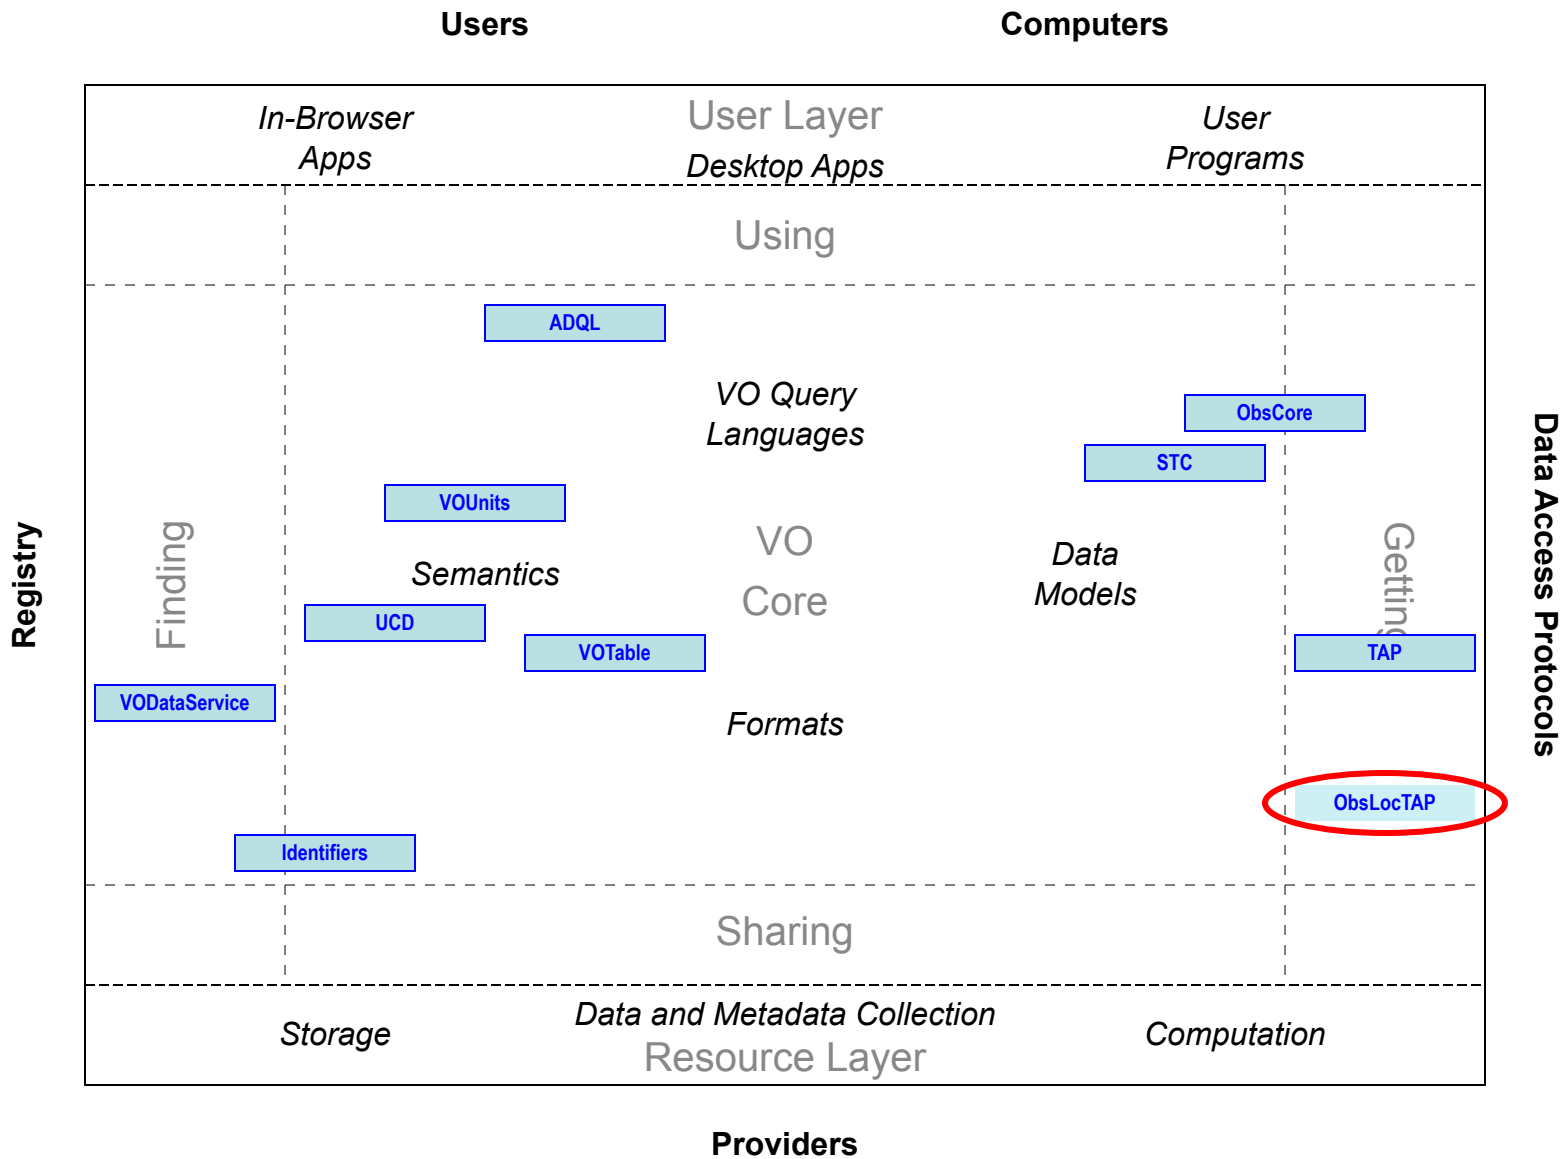 Users
Computers
In-Browser
Apps
User Layer
Desktop Apps
User
Programs
Using
ADQL
VO Query
Languages
ObsCore
STC
VOUnits
Semantics
UCD
VOTable
VO
Core
Data
Models
Registry
Finding
Getting
Data Access Protocols
TAP
VODataService
Formats
ObsLocTAP
Identifiers
Sharing
Storage
Data and Metadata Collection
Computation
Resource Layer
Providers